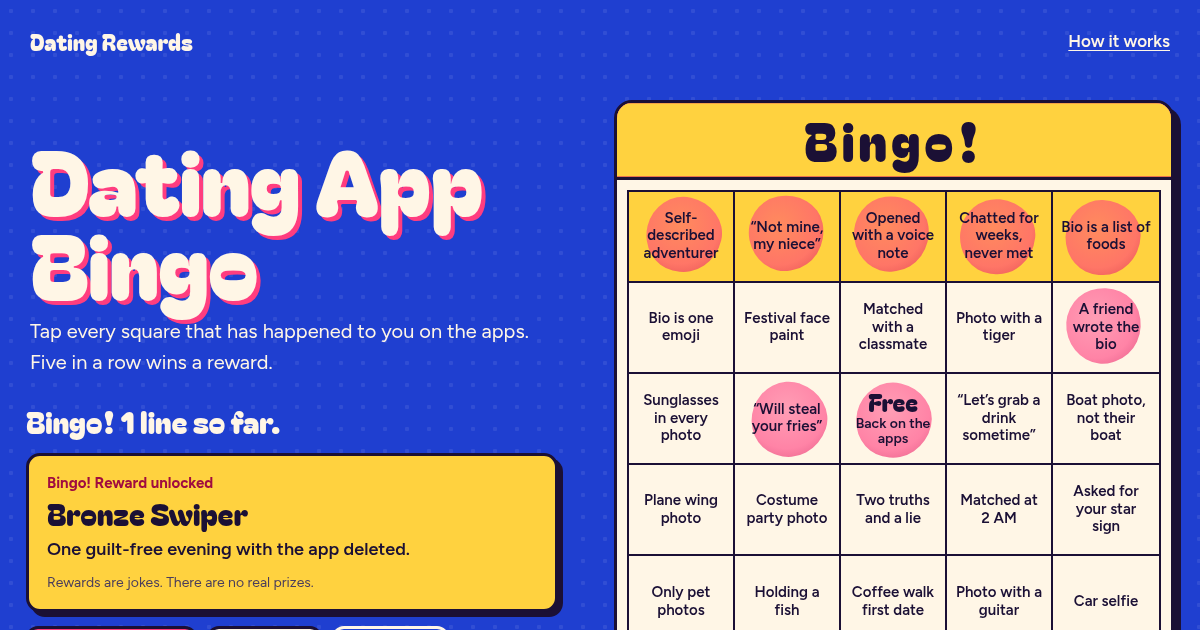 Dating Rewards
How it works
Dating App
Bingo
Tap every square that has happened to you on the apps.
Five in a row wins a reward.
Bingo! 1 line so far.
Bingo! Reward unlocked
Bronze Swiper
One guilt-free evening with the app deleted.
Rewards are jokes. There are no real prizes.
Bingo!
Self-
described
adventurer
“Not mine,
my niece”
Opened
with a voice
note
Chatted for
weeks,
never met
Bio is a list of
foods
Bio is one
emoji
Festival face
paint
Matched
with a
classmate
Photo with a
tiger
A friend
wrote the
bio
Sunglasses
in every
photo
“Will steal
your fries”
Free
Back on the
apps
“Let’s grab a
drink
sometime”
Boat photo,
not their
boat
Plane wing
photo
Costume
party photo
Two truths
and a lie
Matched at
2 AM
Asked for
your star
sign
Only pet
photos
Holding a
fish
Coffee walk
first date
Photo with a
guitar
Car selfie